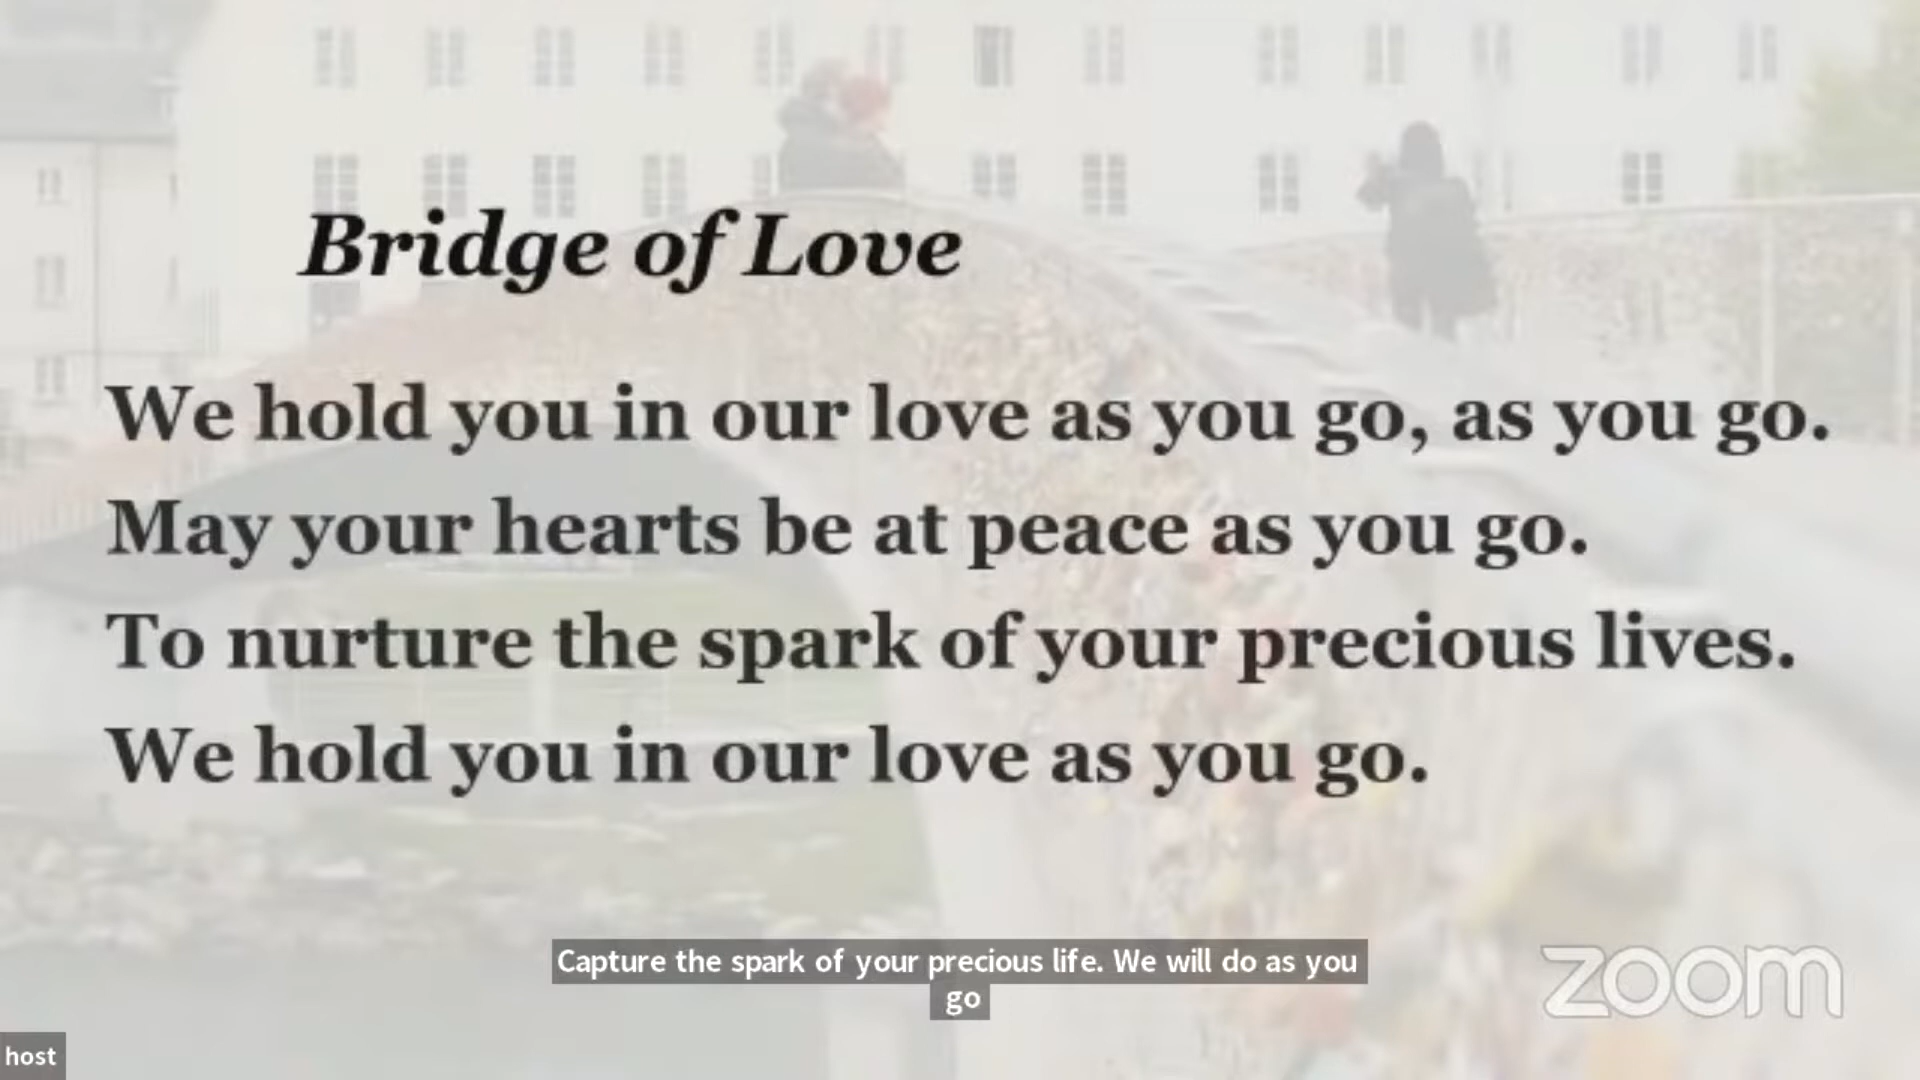 Bridge of Love
We hold you in our love as you go, as you go.
May your hearts be at peace as you go.
To nurture the spark of your precious lives.
We hold you in our love as you go.
Capture the spark of your precious life. We will do as you
go
zoom
host